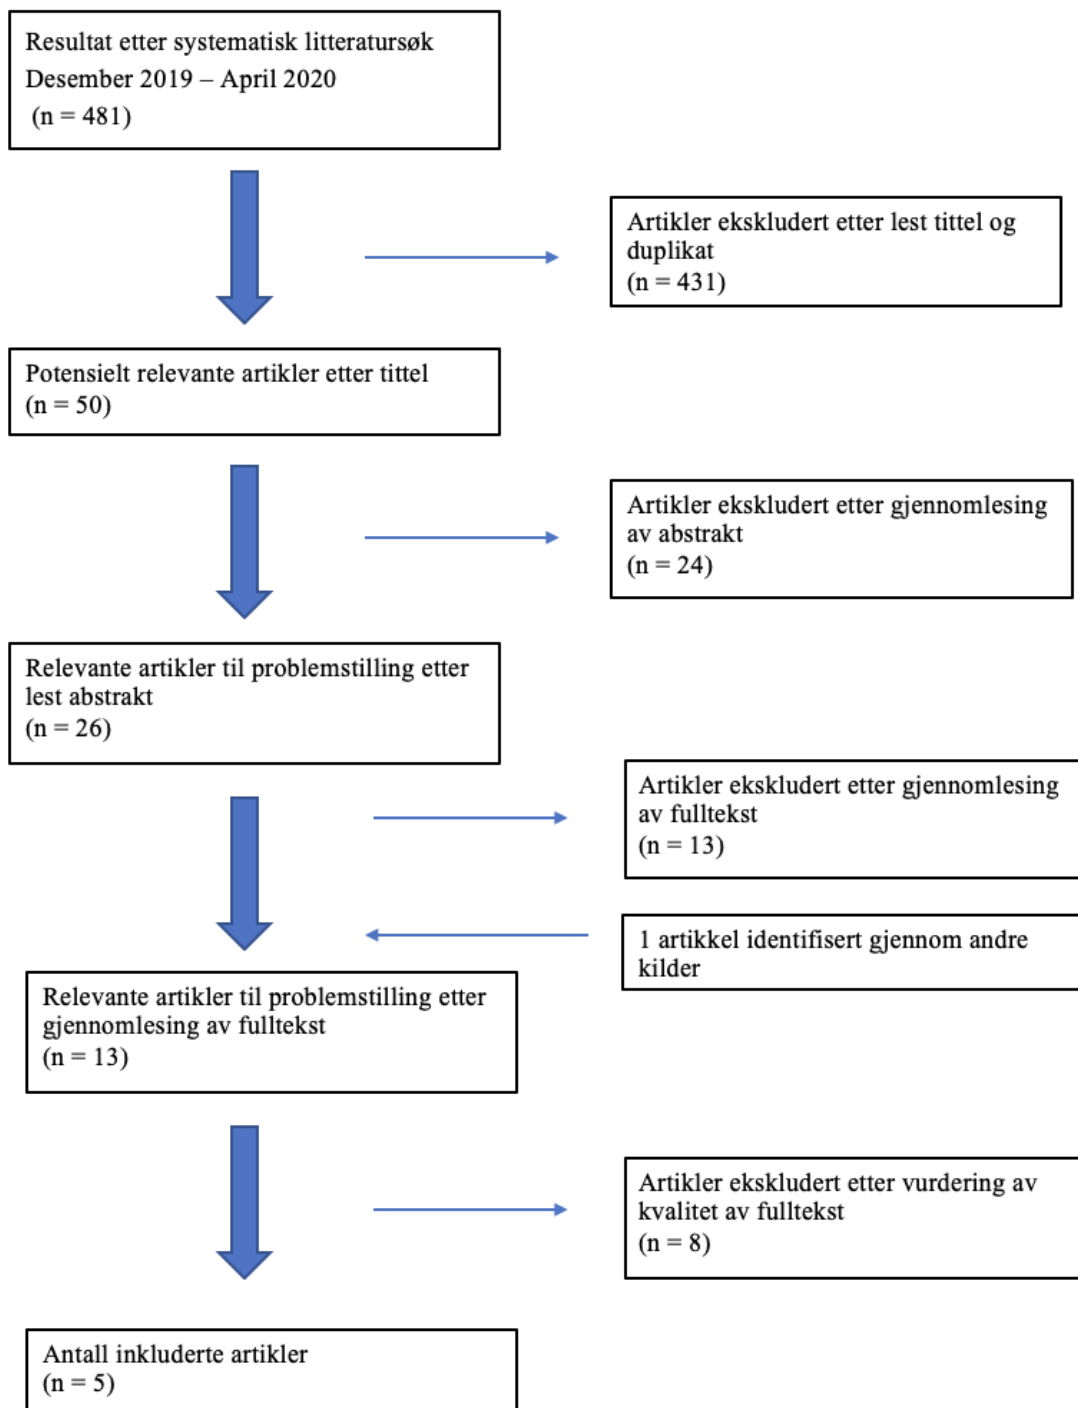 Resultat etter systematisk litteratursøk
Desember 2019 – April 2020
(n = 481)
Artikler ekskludert etter lest tittel og
duplikat
(n = 431)
Potensielt relevante artikler etter tittel
(n = 50)
Artikler ekskludert etter gjennomlesing
av abstrakt
(n = 24)
Relevante artikler til problemstilling etter
lest abstrakt
(n = 26)
Artikler ekskludert etter gjennomlesing
av fulltekst
(n = 13)
1 artikkel identifisert gjennom andre
kilder
Relevante artikler til problemstilling etter
gjennomlesing av fulltekst
(n = 13)
Artikler ekskludert etter vurdering av
kvalitet av fulltekst
(n = 8)
Antall inkluderte artikler
(n = 5)